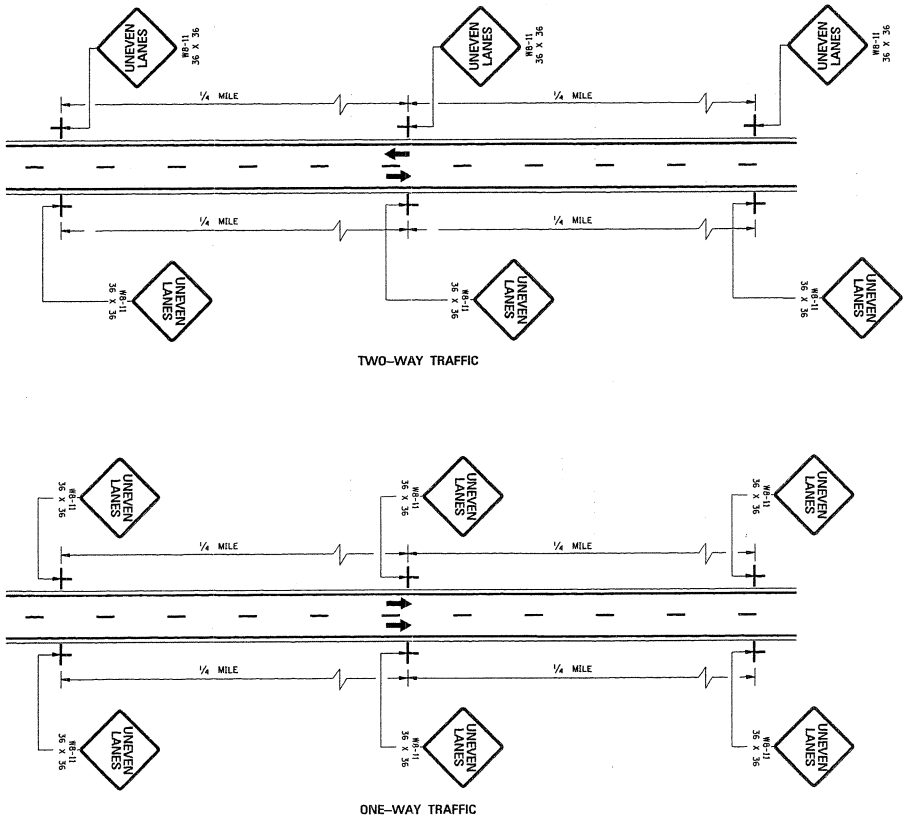 UNEVEN
LANES
W8-11
36 X 36
UNEVEN
LANES
W8-11
36 X 36
UNEVEN
LANES
W8-11
36 X 36
1/4 MILE
1/4 MILE
1/4 MILE
1/4 MILE
W8-11
36 X 36
UNEVEN
LANES
W8-11
36 X 36
UNEVEN
LANES
W8-11
36 X 36
UNEVEN
LANES
TWO-WAY TRAFFIC
W8-11
36 X 36
UNEVEN
LANES
W8-11
36 X 36
UNEVEN
LANES
W8-11
36 X 36
UNEVEN
LANES
1/4 MILE
1/4 MILE
1/4 MILE
1/4 MILE
W8-11
36 X 36
UNEVEN
LANES
W8-11
36 X 36
UNEVEN
LANES
W8-11
36 X 36
UNEVEN
LANES
ONE-WAY TRAFFIC